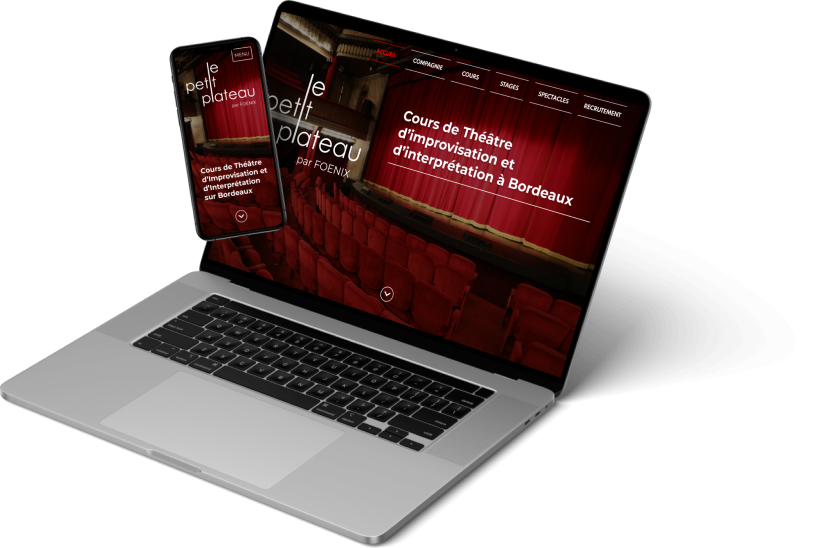 MENU
le
petit
plateau
par FOENIX
Cours de Théâtre
d'improvisation et
d'Interprétation
sur Bordeaux
ACCUEIL
COMPAGNIE
COURS
STAGES
SPECTACLES
RECRUTEMENT
le
petit
plateau
par FOENIX
Cours de Théâtre
d'improvisation et
d'interprétation à Bordeaux